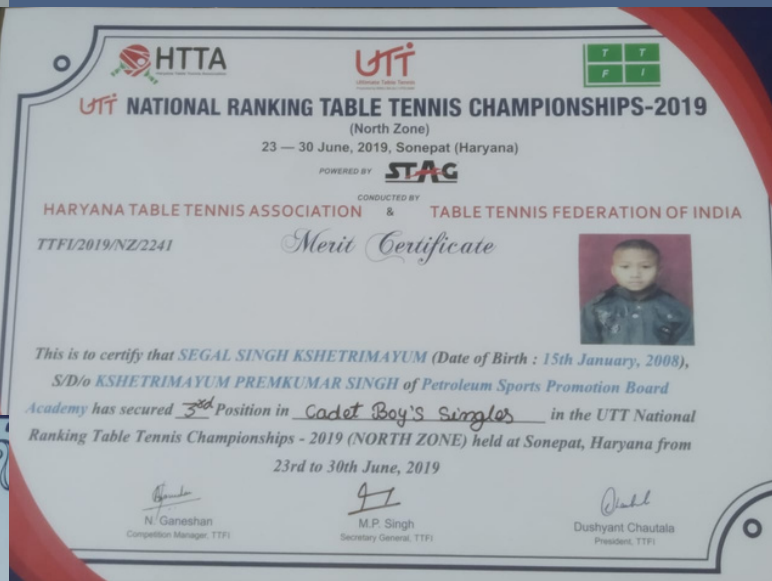 HTTA
Haryana Table Tennis Association
UTT
Ultimate Table Tennis
T T
F I
UTT NATIONAL RANKING TABLE TENNIS CHAMPIONSHIPS-2019
(North Zone)
23 — 30 June, 2019, Sonepat (Haryana)
POWERED BY STAG
CONDUCTED BY
HARYANA TABLE TENNIS ASSOCIATION & TABLE TENNIS FEDERATION OF INDIA
TTFI/2019/NZ/2241
Merit Certificate
This is to certify that SEGAL SINGH KSHETRIMAYUM (Date of Birth : 15th January, 2008),
S/D/o KSHETRIMAYUM PREMKUMAR SINGH of Petroleum Sports Promotion Board
Academy has secured 3rd Position in Cadet Boy's Singles in the UTT National
Ranking Table Tennis Championships - 2019 (NORTH ZONE) held at Sonepat, Haryana from
23rd to 30th June, 2019
N. Ganeshan
Competition Manager, TTFI
M.P. Singh
Secretary General, TTFI
Dushyant Chautala
President, TTFI